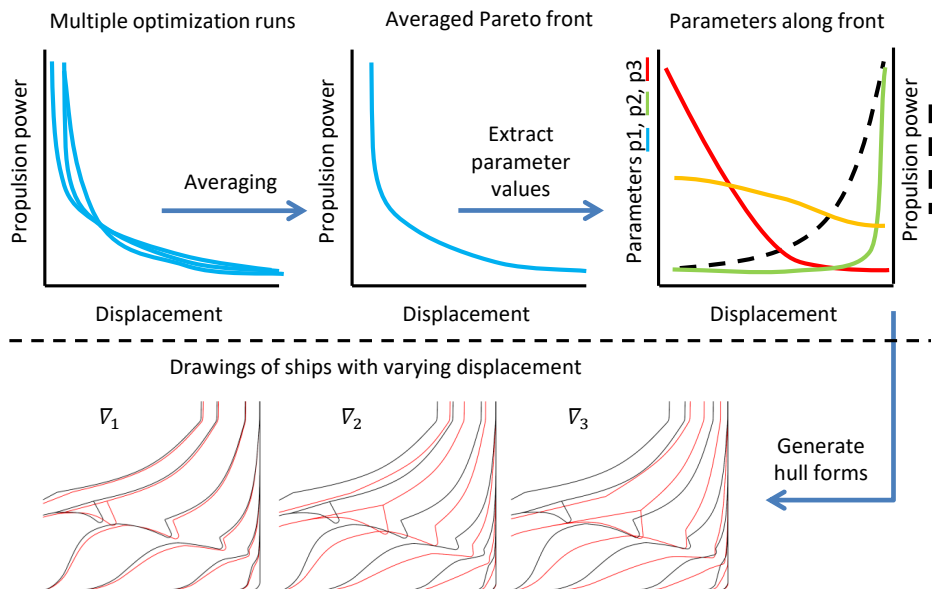 Multiple optimization runs
Averaged Pareto front
Parameters along front
Propulsion power
Averaging
Displacement
Propulsion power
Extract
parameter
values
Displacement
Parameters p1, p2, p3
Propulsion power
Displacement
Drawings of ships with varying displacement
∇1
∇2
∇3
Generate
hull forms